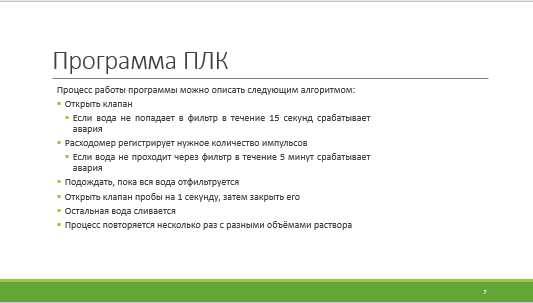 Программа ПЛК
Процесс работы программы можно описать следующим алгоритмом:
Открыть клапан
Если вода не попадает в фильтр в течение 15 секунд срабатывает
авария
Расходомер регистрирует нужное количество импульсов
Если вода не проходит через фильтр в течение 5 минут срабатывает
авария
Подождать, пока вся вода отфильтруется
Открыть клапан пробы на 1 секунду, затем закрыть его
Остальная вода сливается
Процесс повторяется несколько раз с разными объёмами раствора
7